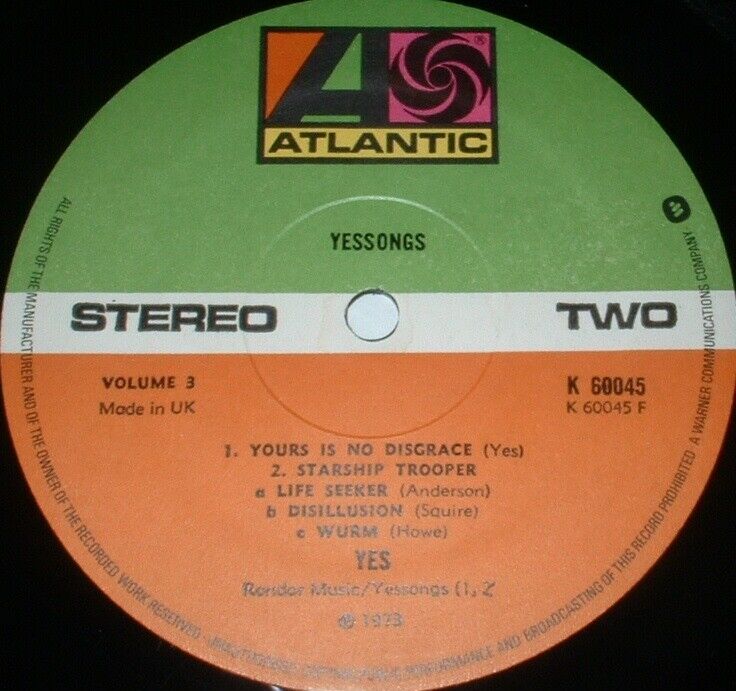 ATLANTIC
®
YESSONGS
STEREO
TWO
VOLUME 3
Made in UK
K 60045
K 60045 F
1. YOURS IS NO DISGRACE (Yes)
2. STARSHIP TROOPER
a LIFE SEEKER (Anderson)
b DISILLUSION (Squire)
c WURM (Howe)
YES
Rondor Music/Yessongs (1, 2
℗ 1973
ALL RIGHTS OF THE MANUFACTURER AND OF THE OWNER OF THE RECORDED WORK RESERVED - PUBLIC PERFORMANCE AND BROADCASTING OF THIS RECORD PROHIBITED A WARNER COMMUNICATIONS COMPANY